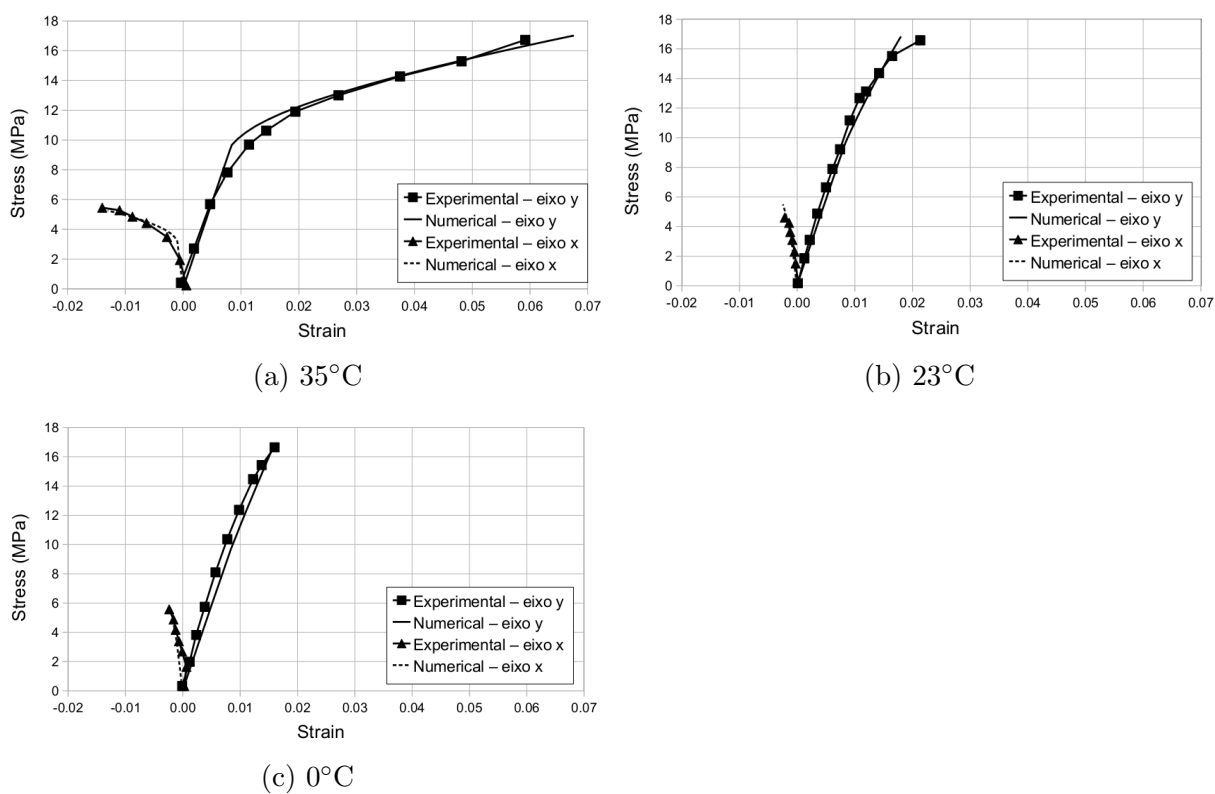 18
16
14
12
10
8
6
4
2
0
Stress (MPa)
-0.02 -0.01 0.00 0.01 0.02 0.03 0.04 0.05 0.06 0.07
Strain
Experimental – eixo y
Numerical – eixo y
Experimental – eixo x
Numerical – eixo x
(a) 35°C
18
16
14
12
10
8
6
4
2
0
Stress (MPa)
-0.02 -0.01 0.00 0.01 0.02 0.03 0.04 0.05 0.06 0.07
Strain
Experimental – eixo y
Numerical – eixo y
Experimental – eixo x
Numerical – eixo x
(b) 23°C
18
16
14
12
10
8
6
4
2
0
Stress (MPa)
-0.02 -0.01 0.00 0.01 0.02 0.03 0.04 0.05 0.06 0.07
Strain
Experimental – eixo y
Numerical – eixo y
Experimental – eixo x
Numerical – eixo x
(c) 0°C